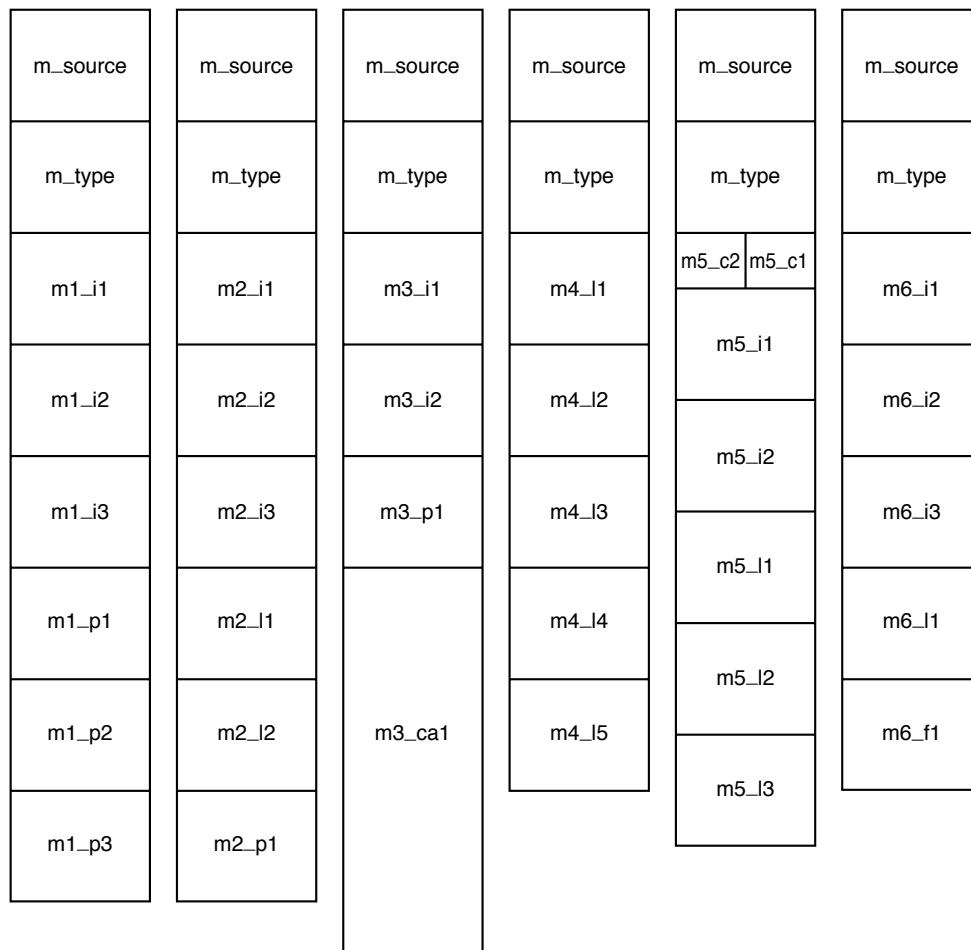 m_source
m_type
m1_i1
m1_i2
m1_i3
m1_p1
m1_p2
m1_p3
m_source
m_type
m2_i1
m2_i2
m2_i3
m2_l1
m2_l2
m2_p1
m_source
m_type
m3_i1
m3_i2
m3_p1
m3_ca1
m_source
m_type
m4_l1
m4_l2
m4_l3
m4_l4
m4_l5
m_source
m_type
m5_c2 m5_c1
m5_i1
m5_i2
m5_l1
m5_l2
m5_l3
m_source
m_type
m6_i1
m6_i2
m6_i3
m6_l1
m6_f1